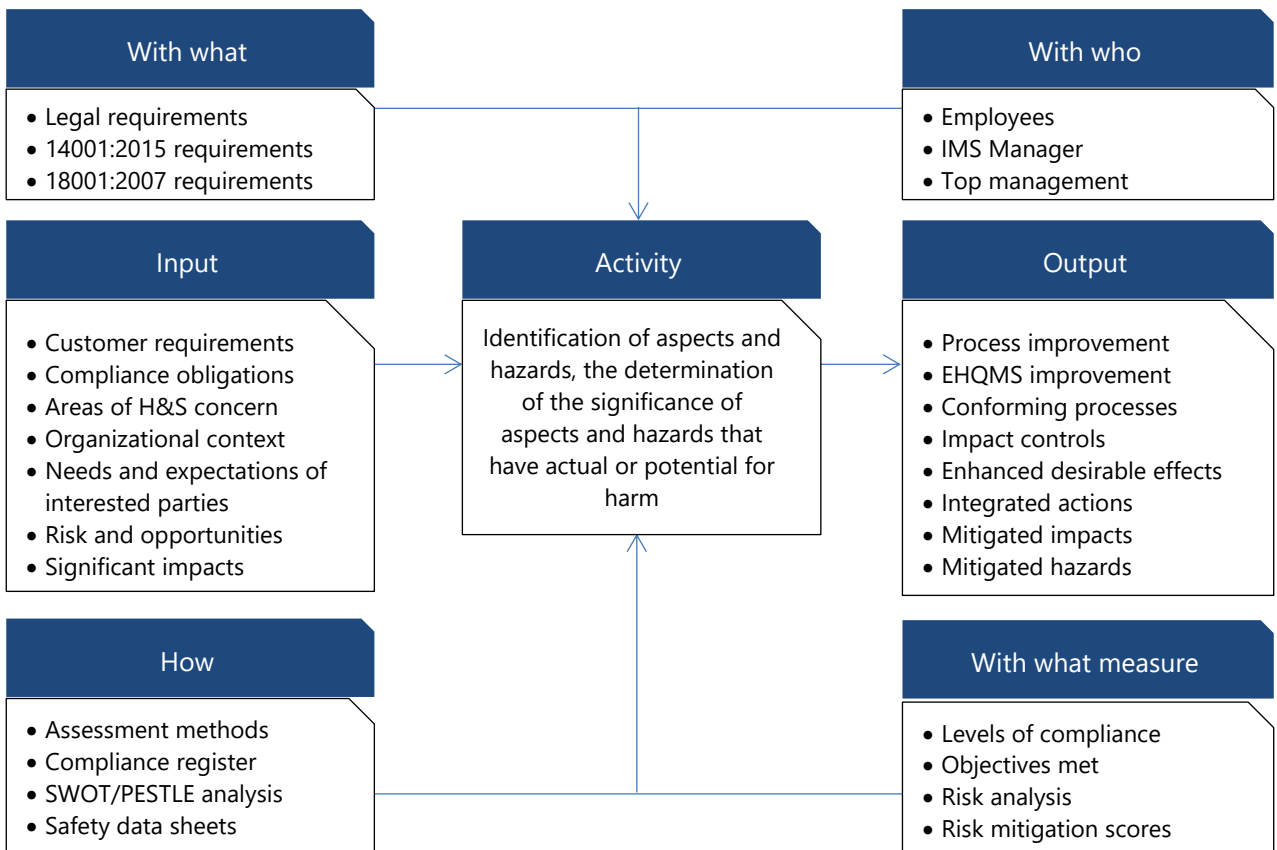 With what
• Legal requirements
• 14001:2015 requirements
• 18001:2007 requirements
With who
• Employees
• IMS Manager
• Top management
Input
• Customer requirements
• Compliance obligations
• Areas of H&S concern
• Organizational context
• Needs and expectations of
interested parties
• Risk and opportunities
• Significant impacts
Activity
Identification of aspects and
hazards, the determination
of the significance of
aspects and hazards that
have actual or potential for
harm
Output
• Process improvement
• EHQMS improvement
• Conforming processes
• Impact controls
• Enhanced desirable effects
• Integrated actions
• Mitigated impacts
• Mitigated hazards
How
• Assessment methods
• Compliance register
• SWOT/PESTLE analysis
• Safety data sheets
With what measure
• Levels of compliance
• Objectives met
• Risk analysis
• Risk mitigation scores